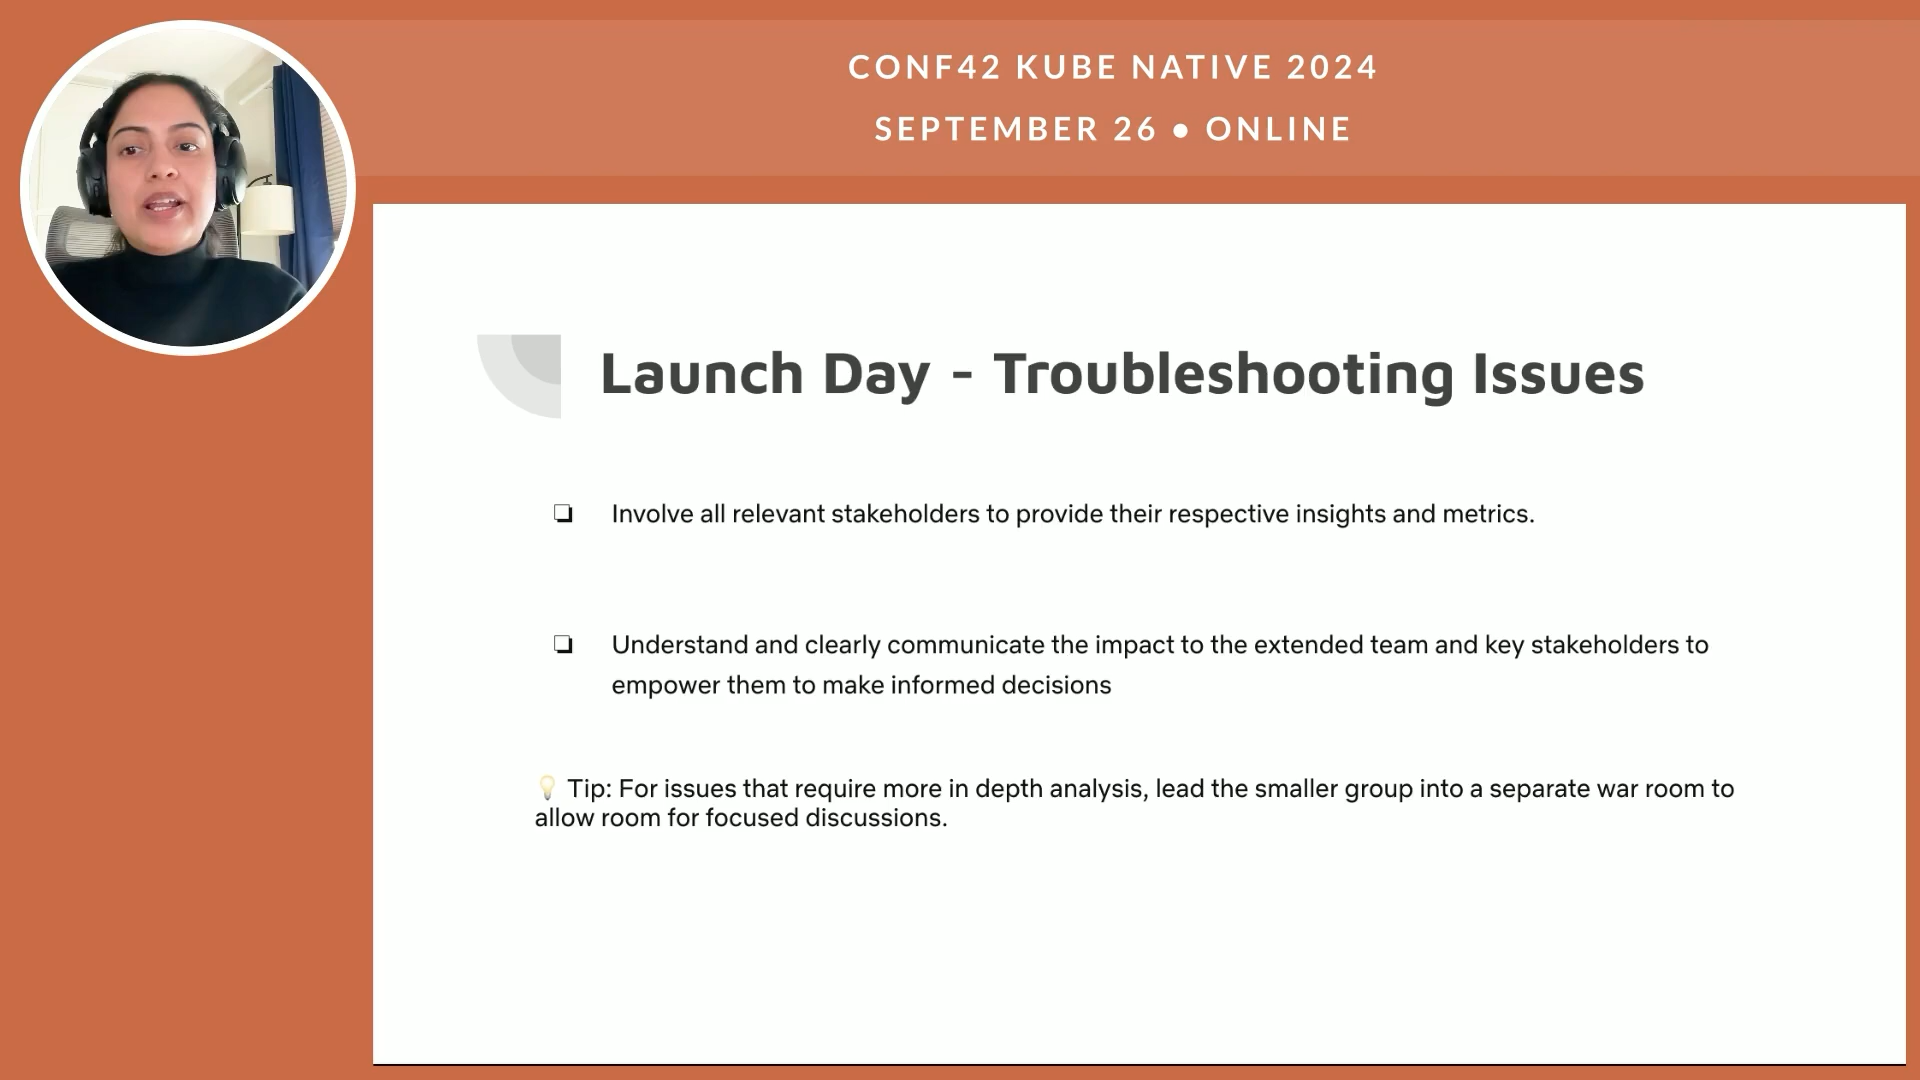 CONF42 KUBE NATIVE 2024
SEPTEMBER 26 ● ONLINE
Launch Day - Troubleshooting Issues
❏ Involve all relevant stakeholders to provide their respective insights and metrics.
❏ Understand and clearly communicate the impact to the extended team and key stakeholders to
empower them to make informed decisions
💡 Tip: For issues that require more in depth analysis, lead the smaller group into a separate war room to
allow room for focused discussions.